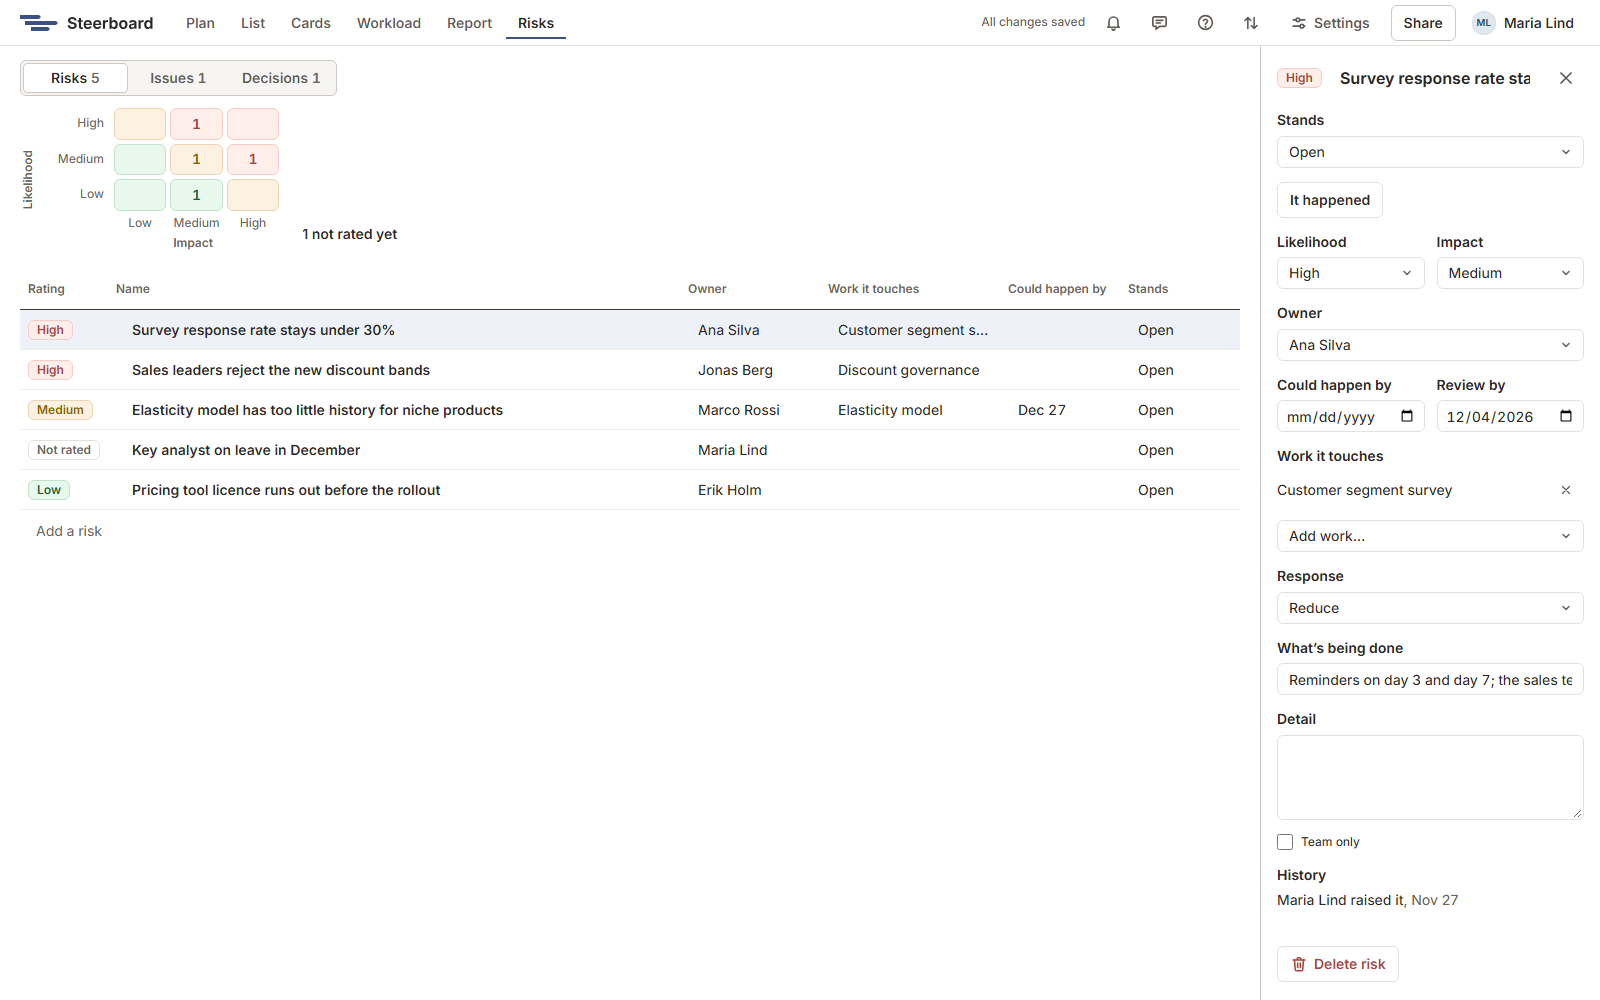 Steerboard
Plan
List
Cards
Workload
Report
Risks
All changes saved
Settings
Share
ML
Maria Lind
Risks 5
Issues 1
Decisions 1
Likelihood
High
1
Medium
1
1
Low
1
Low
Medium
High
Impact
1 not rated yet
Rating
Name
Owner
Work it touches
Could happen by
Stands
High
Survey response rate stays under 30%
Ana Silva
Customer segment s...
Open
High
Sales leaders reject the new discount bands
Jonas Berg
Discount governance
Open
Medium
Elasticity model has too little history for niche products
Marco Rossi
Elasticity model
Dec 27
Open
Not rated
Key analyst on leave in December
Maria Lind
Open
Low
Pricing tool licence runs out before the rollout
Erik Holm
Open
Add a risk
High
Survey response rate sta
Stands
Open
It happened
Likelihood
Impact
High
Medium
Owner
Ana Silva
Could happen by
Review by
mm/dd/yyyy
12/04/2026
Work it touches
Customer segment survey
Add work...
Response
Reduce
What's being done
Reminders on day 3 and day 7; the sales te
Detail
Team only
History
Maria Lind raised it, Nov 27
Delete risk